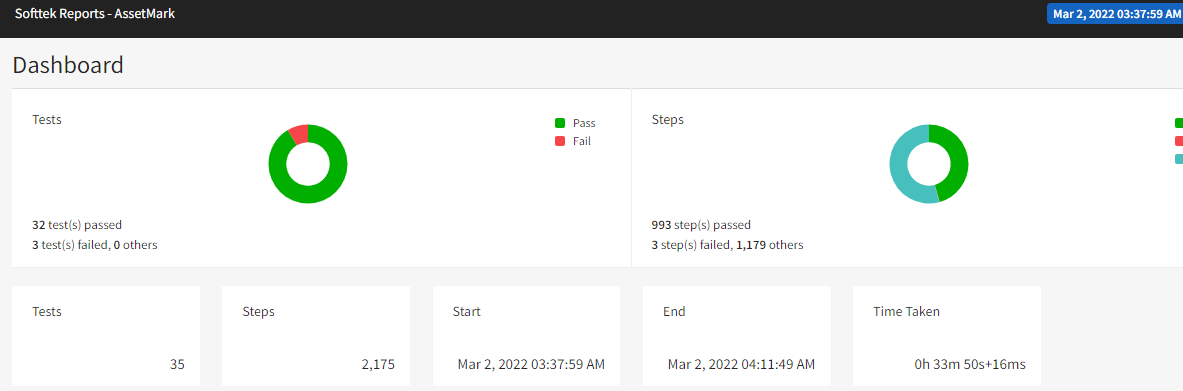 Softtek Reports - AssetMark
Mar 2, 2022 03:37:59 AM
Dashboard
Tests
Pass
Fail
32 test(s) passed
3 test(s) failed, 0 others
Steps
993 step(s) passed
3 step(s) failed, 1,179 others
Tests
35
Steps
2,175
Start
Mar 2, 2022 03:37:59 AM
End
Mar 2, 2022 04:11:49 AM
Time Taken
0h 33m 50s+16ms